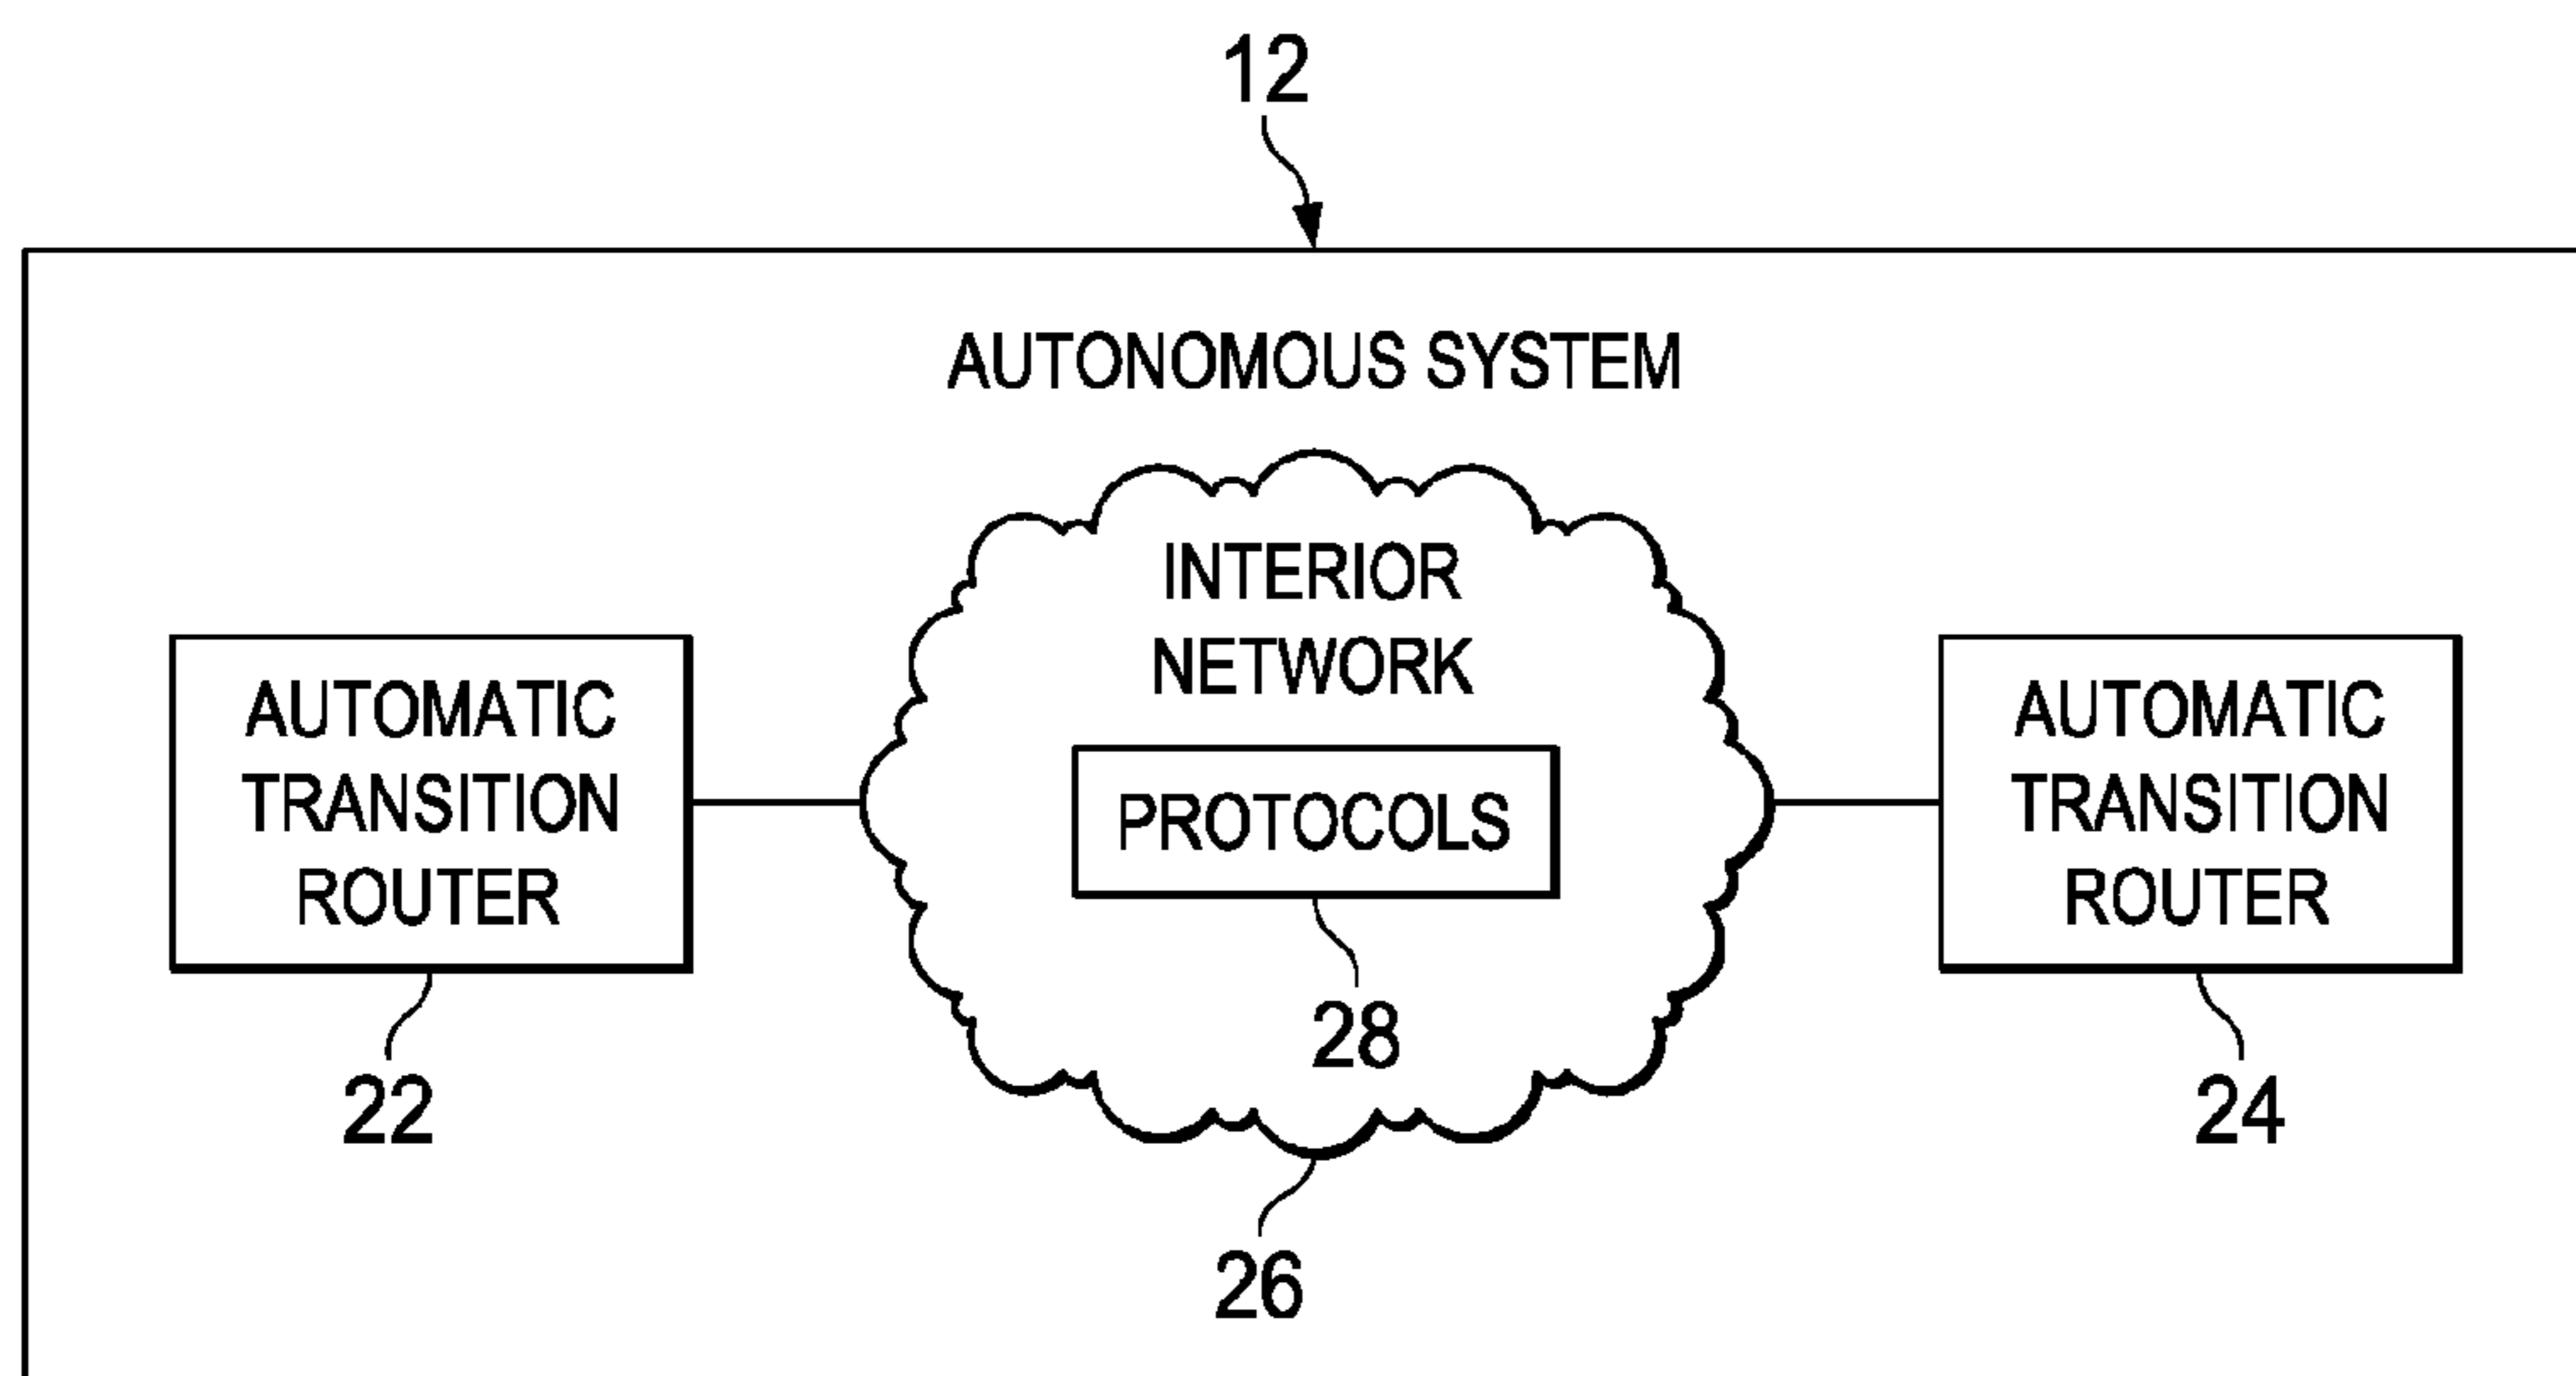 12
AUTONOMOUS SYSTEM
INTERIOR
NETWORK
PROTOCOLS
28
26
AUTOMATIC
TRANSITION
ROUTER
22
AUTOMATIC
TRANSITION
ROUTER
24